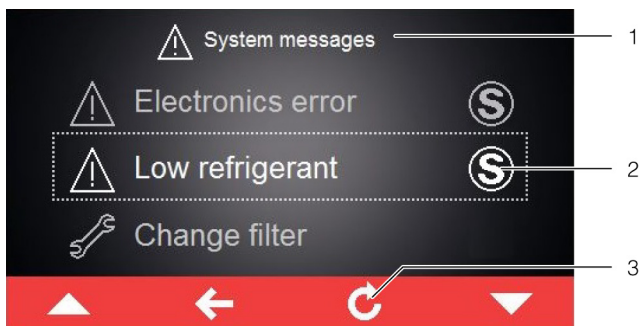 System messages
1
Electronics error S
Low refrigerant S
2
Change filter
3